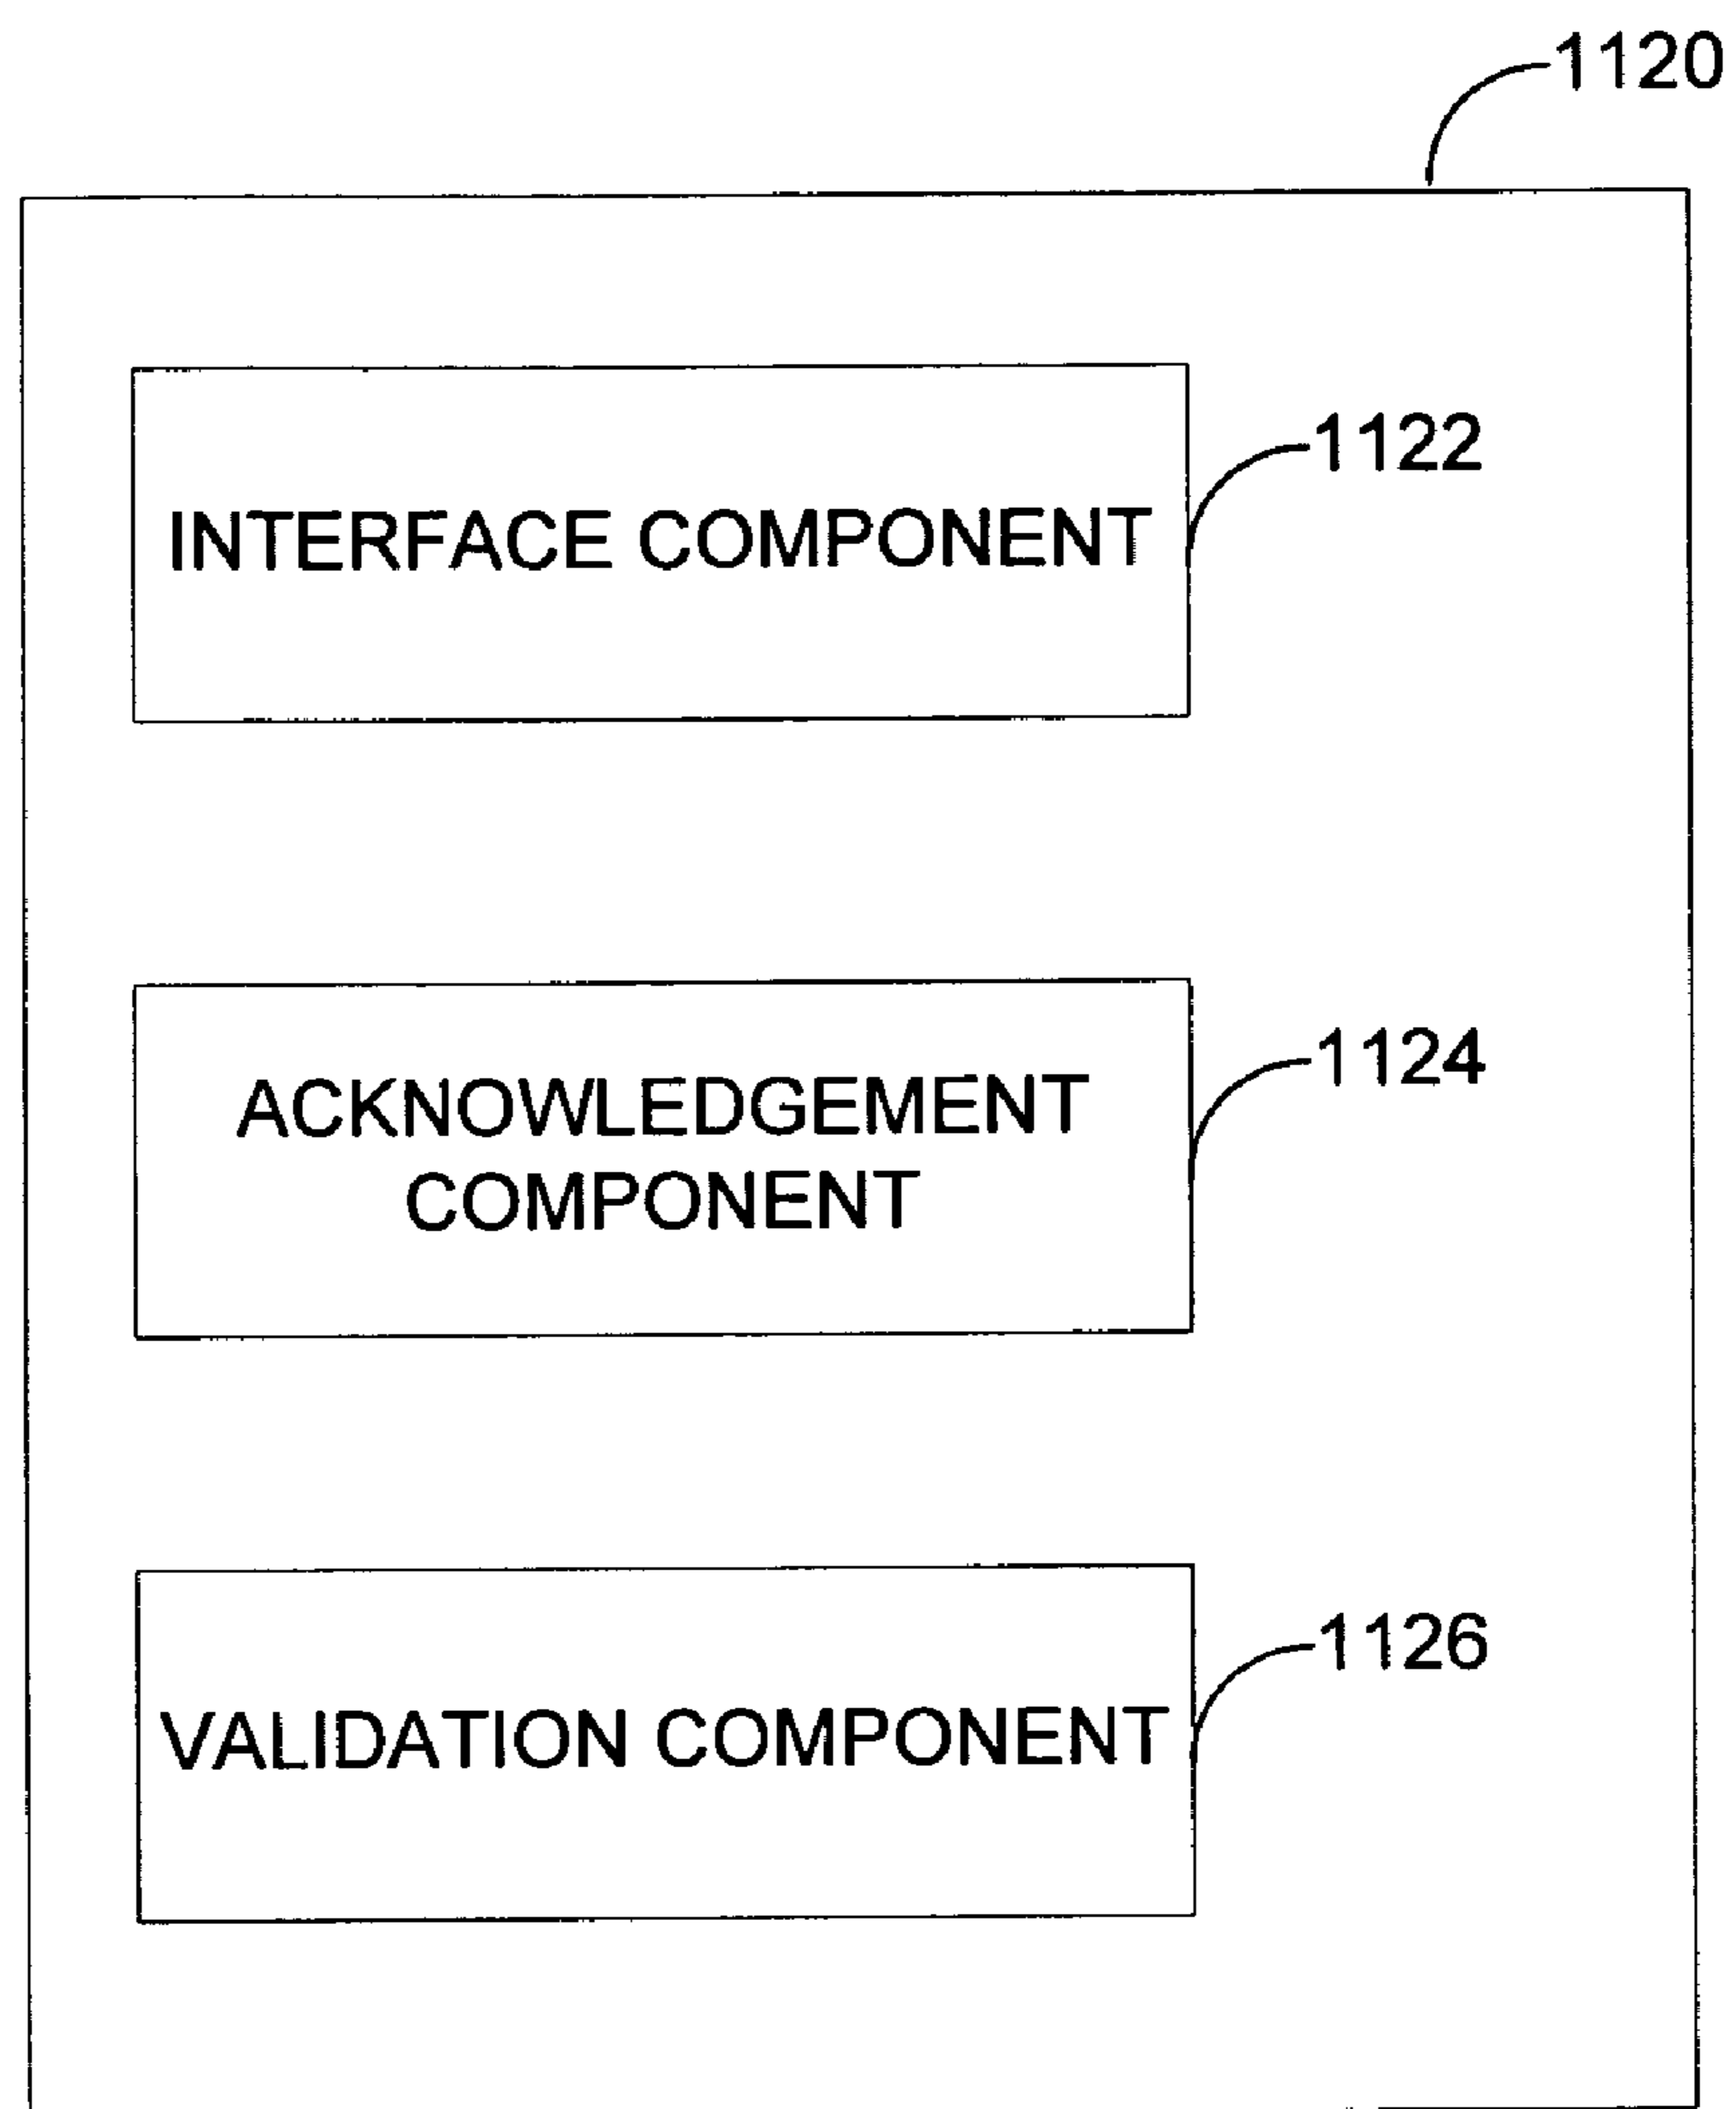 1120
INTERFACE COMPONENT
1122
ACKNOWLEDGEMENT
COMPONENT
1124
VALIDATION COMPONENT
1126